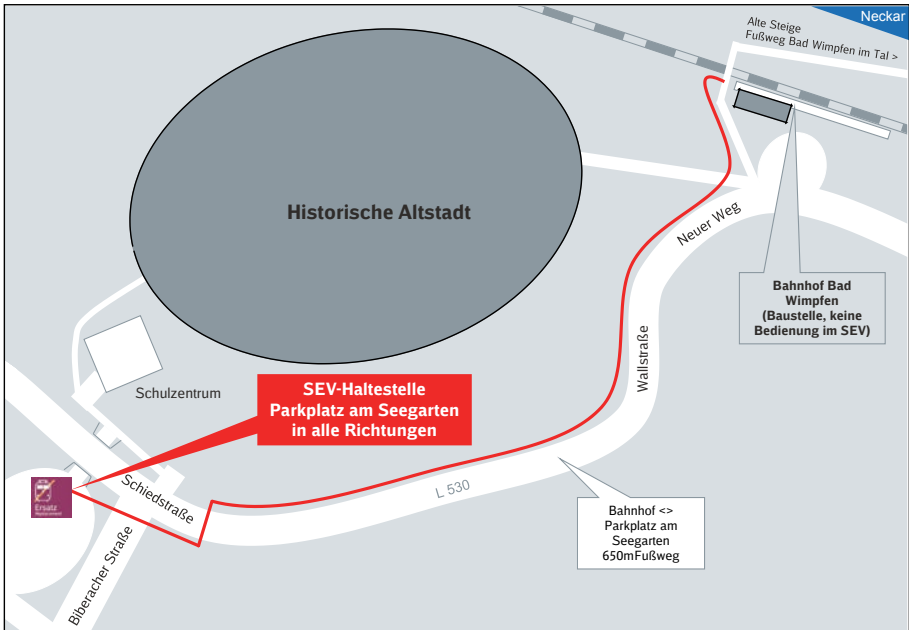 Neckar
Alte Steige
Fußweg Bad Wimpfen im Tal >
Historische Altstadt
Neuer Weg
Bahnhof Bad
Wimpfen
(Baustelle, keine
Bedienung im SEV)
Wallstraße
Schulzentrum
SEV-Haltestelle
Parkplatz am Seegarten
in alle Richtungen
L 530
Schiedstraße
Ersatz
Replacement
Biberacher Straße
Bahnhof <>
Parkplatz am
Seegarten
650mFußweg